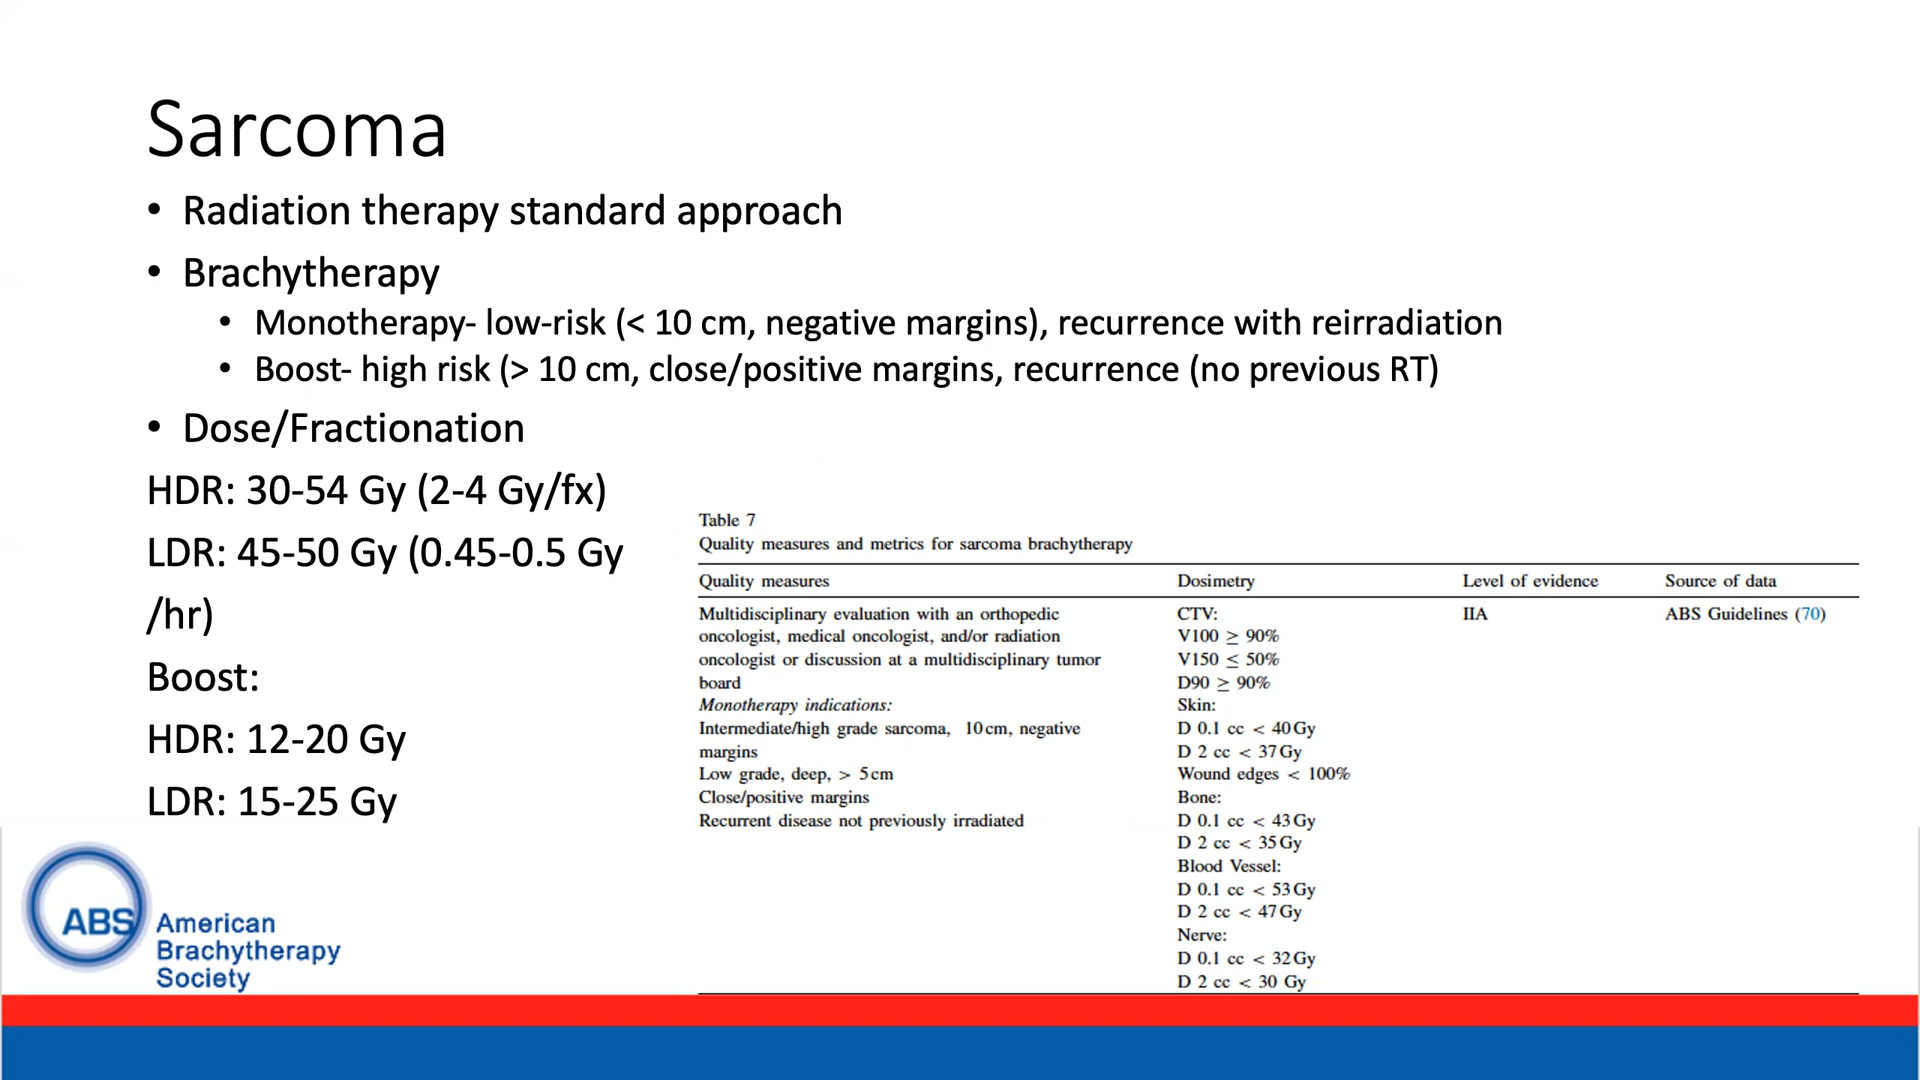 Sarcoma
• Radiation therapy standard approach
• Brachytherapy
• Monotherapy- low-risk (< 10 cm, negative margins), recurrence with reirradiation
• Boost- high risk (> 10 cm, close/positive margins, recurrence (no previous RT)
• Dose/Fractionation
HDR: 30-54 Gy (2-4 Gy/fx)
LDR: 45-50 Gy (0.45-0.5 Gy
/hr)
Boost:
HDR: 12-20 Gy
LDR: 15-25 Gy
Table 7
Quality measures and metrics for sarcoma brachytherapy
Quality measures Dosimetry Level of evidence Source of data
Multidisciplinary evaluation with an orthopedic CTV: IIA ABS Guidelines (70)
oncologist, medical oncologist, and/or radiation V100 ≥ 90%
oncologist or discussion at a multidisciplinary tumor V150 ≤ 50%
board D90 ≥ 90%
Monotherapy indications: Skin:
Intermediate/high grade sarcoma, 10 cm, negative D 0.1 cc < 40 Gy
margins D 2 cc < 37 Gy
Low grade, deep, > 5 cm Wound edges < 100%
Close/positive margins Bone:
Recurrent disease not previously irradiated D 0.1 cc < 43 Gy
D 2 cc < 35 Gy
Blood Vessel:
D 0.1 cc < 53 Gy
D 2 cc < 47 Gy
Nerve:
D 0.1 cc < 32 Gy
D 2 cc < 30 Gy
ABS American
Brachytherapy
Society